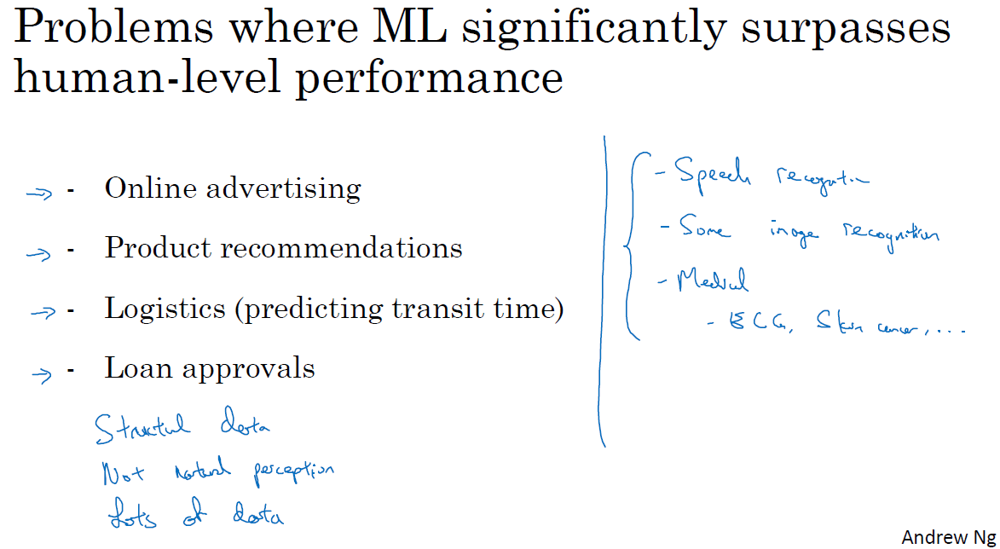 Problems where ML significantly surpasses
human-level performance
- Online advertising
- Product recommendations
- Logistics (predicting transit time)
- Loan approvals
Structul data
Not natural perception
Lots of data
- Speech recognition
- Some image recognition
- Medical
- ECG, Skin cancer, ....
Andrew Ng